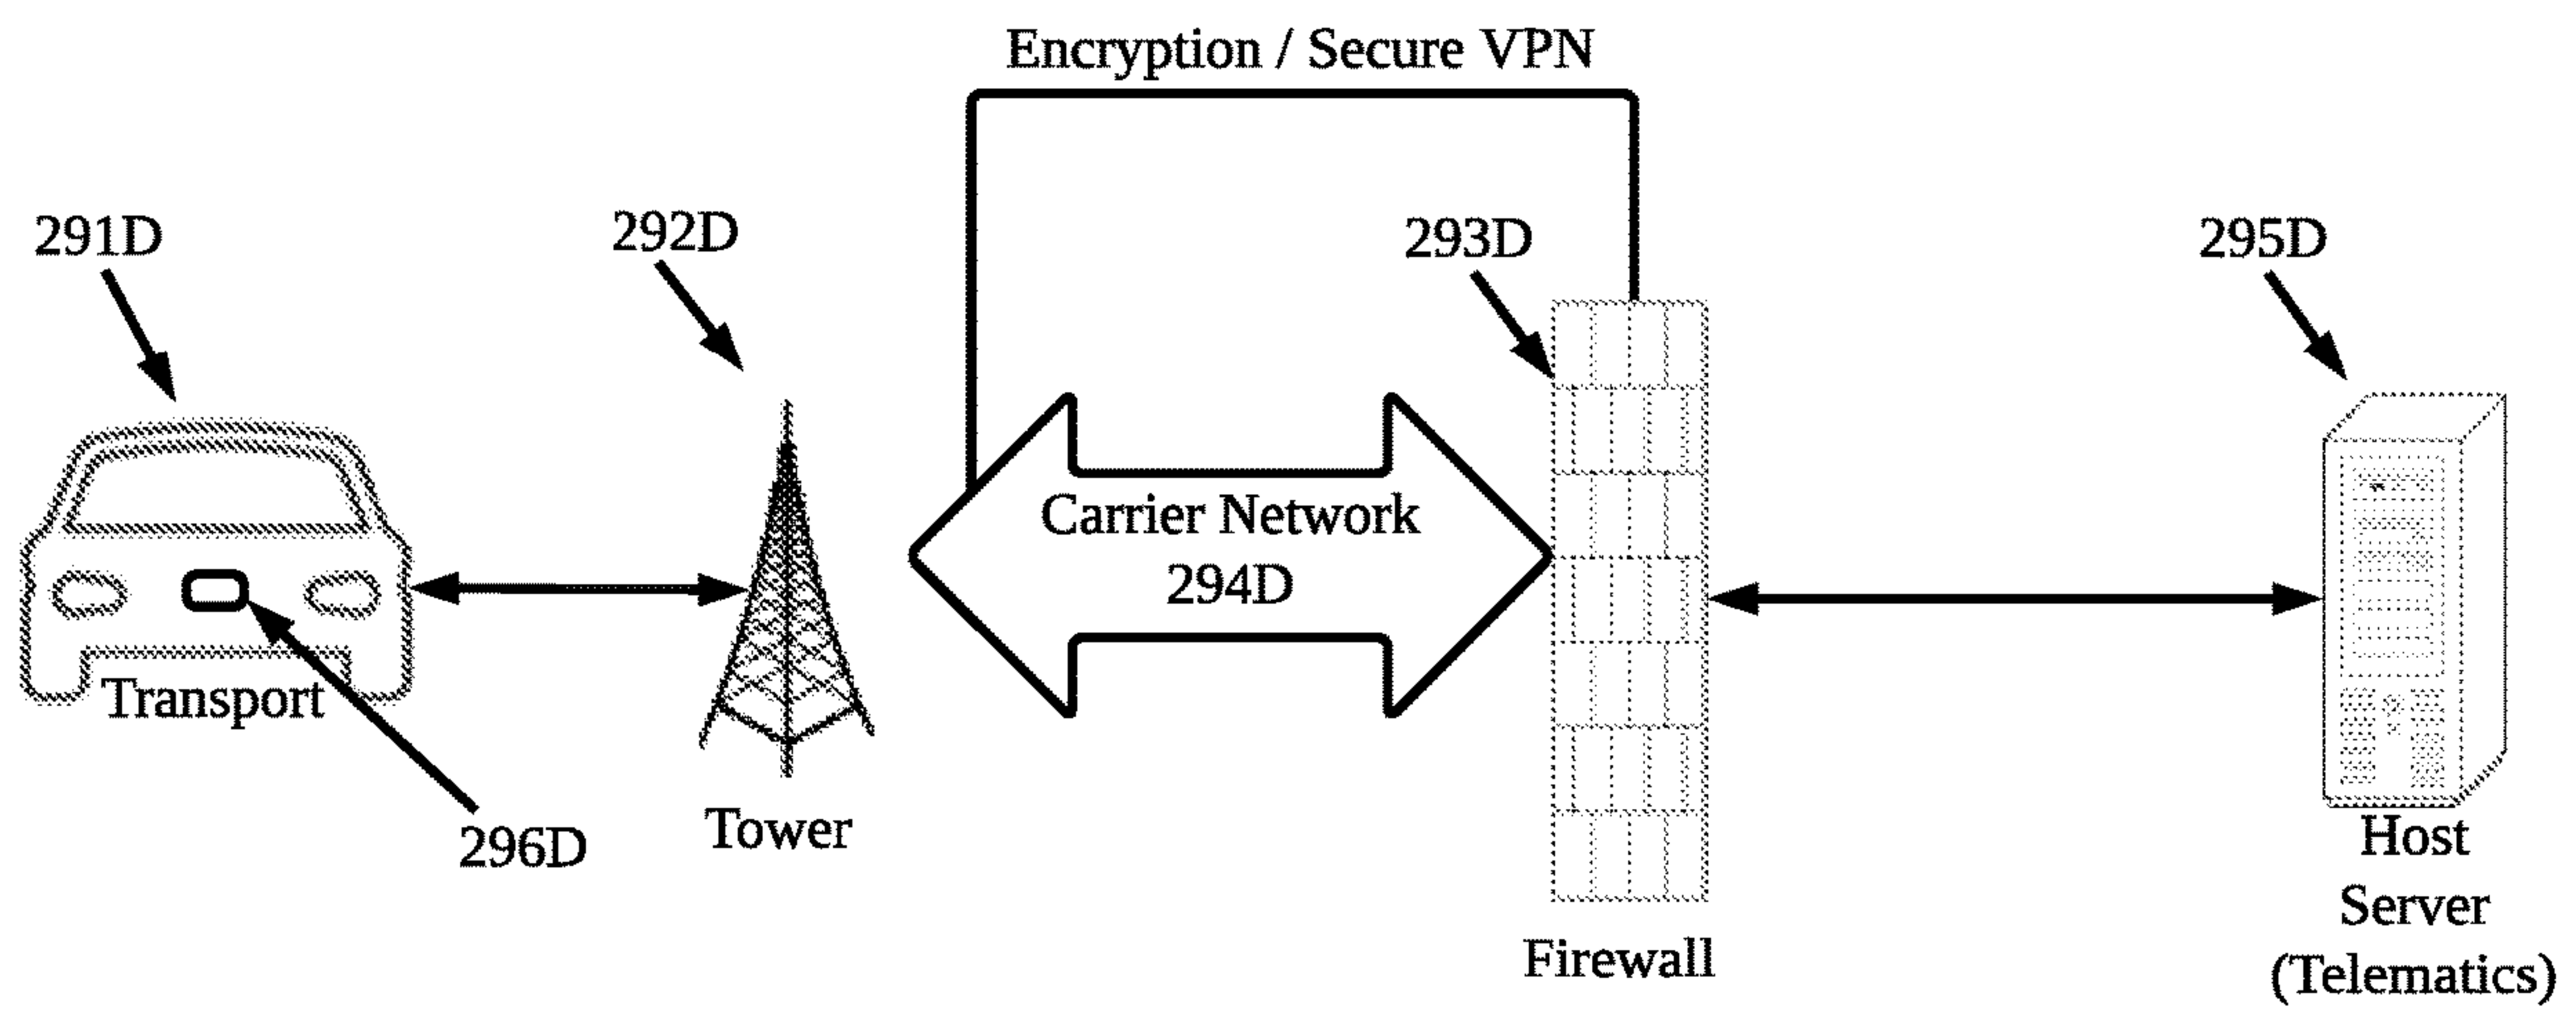 Encryption / Secure VPN
291D
292D
293D
295D
Carrier Network
294D
Transport
296D
Tower
Firewall
Host
Server
(Telematics)